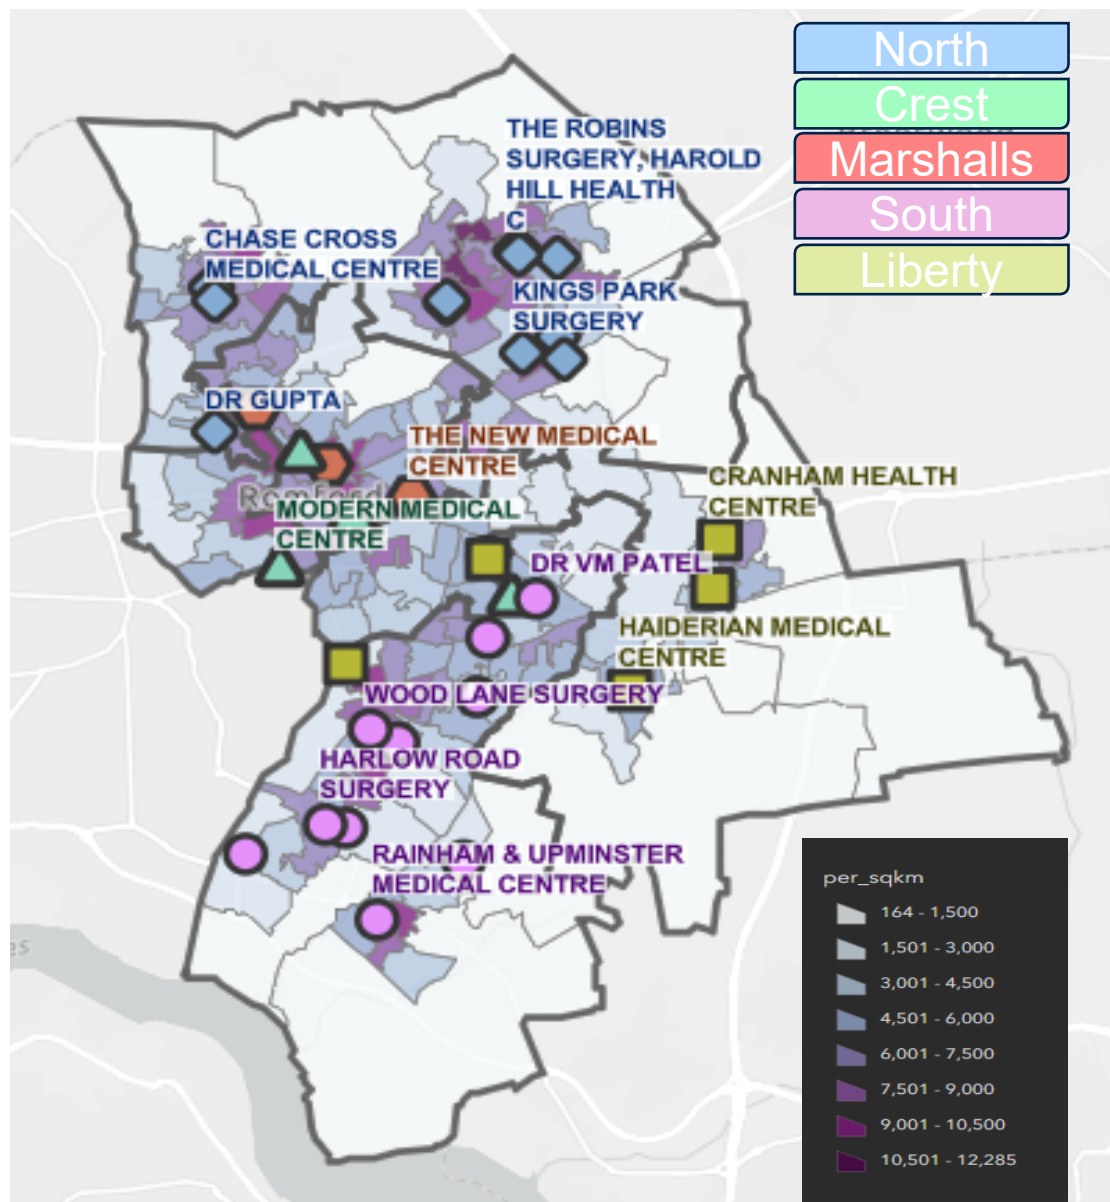 North
Crest
Marshalls
South
Liberty
THE ROBINS
SURGERY, HAROLD
HILL HEALTH
C
CHASE CROSS
MEDICAL CENTRE
KINGS PARK
SURGERY
DR GUPTA
THE NEW MEDICAL
CENTRE
CRANHAM HEALTH
CENTRE
Romford
MODERN MEDICAL
CENTRE
DR VM PATEL
HAIDERIAN MEDICAL
CENTRE
WOOD LANE SURGERY
HARLOW ROAD
SURGERY
RAINHAM & UPMINSTER
MEDICAL CENTRE
per_sqkm
164 - 1,500
1,501 - 3,000
3,001 - 4,500
4,501 - 6,000
6,001 - 7,500
7,501 - 9,000
9,001 - 10,500
10,501 - 12,285